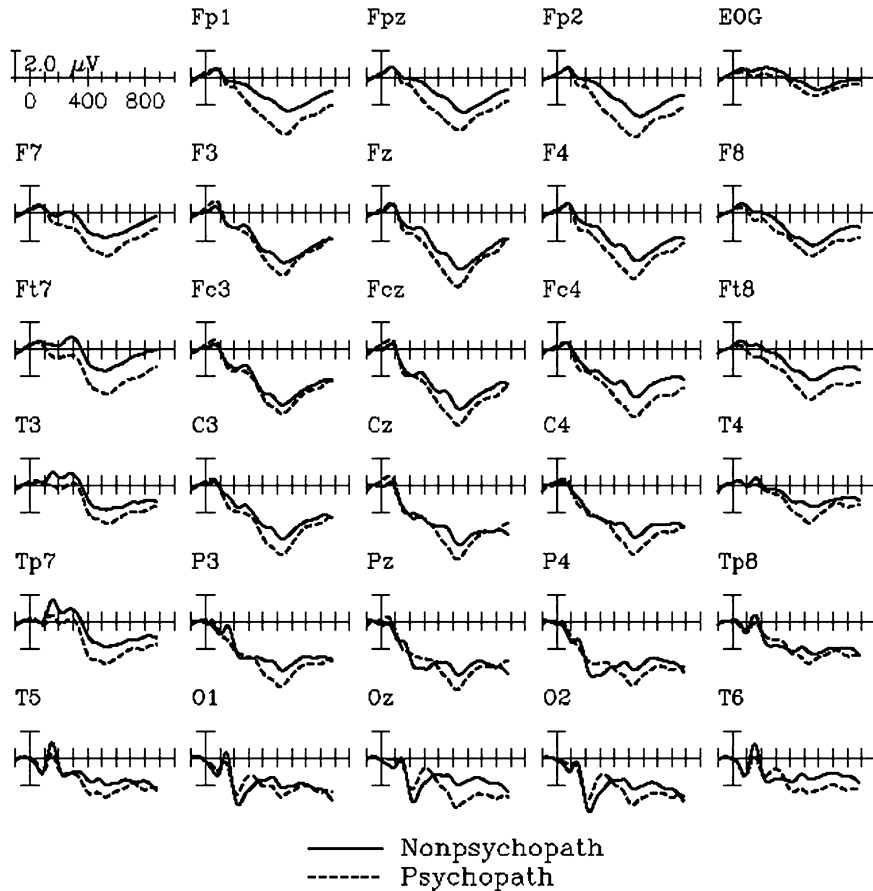 Fp1 Fpz Fp2 EOG
2.0 μV
0 400 800
F7 F3 Fz F4 F8
Ft7 Fc3 Fcz Fc4 Ft8
T3 C3 Cz C4 T4
Tp7 P3 Pz P4 Tp8
T5 O1 Oz O2 T6
Nonpsychopath
Psychopath